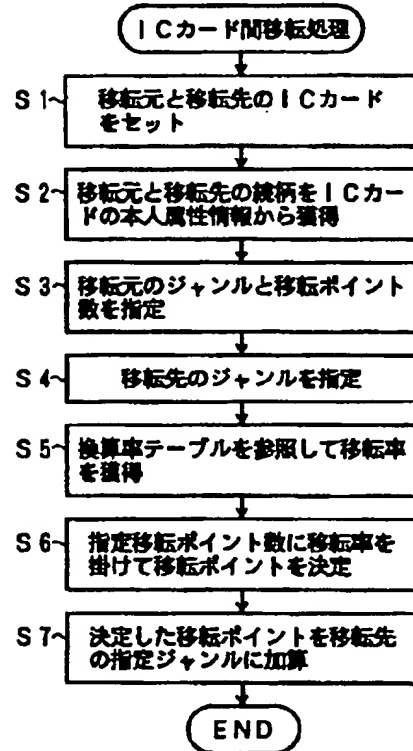 ICカード間移転処理
S1~ 移転元と移転先のICカード
をセット
S2~ 移転元と移転先の銘柄をICカー
ドの本人属性情報から獲得
S3~ 移転元のジャンルと移転ポイント
数を指定
S4~ 移転先のジャンルを指定
S5~ 換算率テーブルを参照して移転率
を獲得
S6~ 指定移転ポイント数に移転率を
掛けて移転ポイントを決定
S7~ 決定した移転ポイントを移転先
の指定ジャンルに加算
END